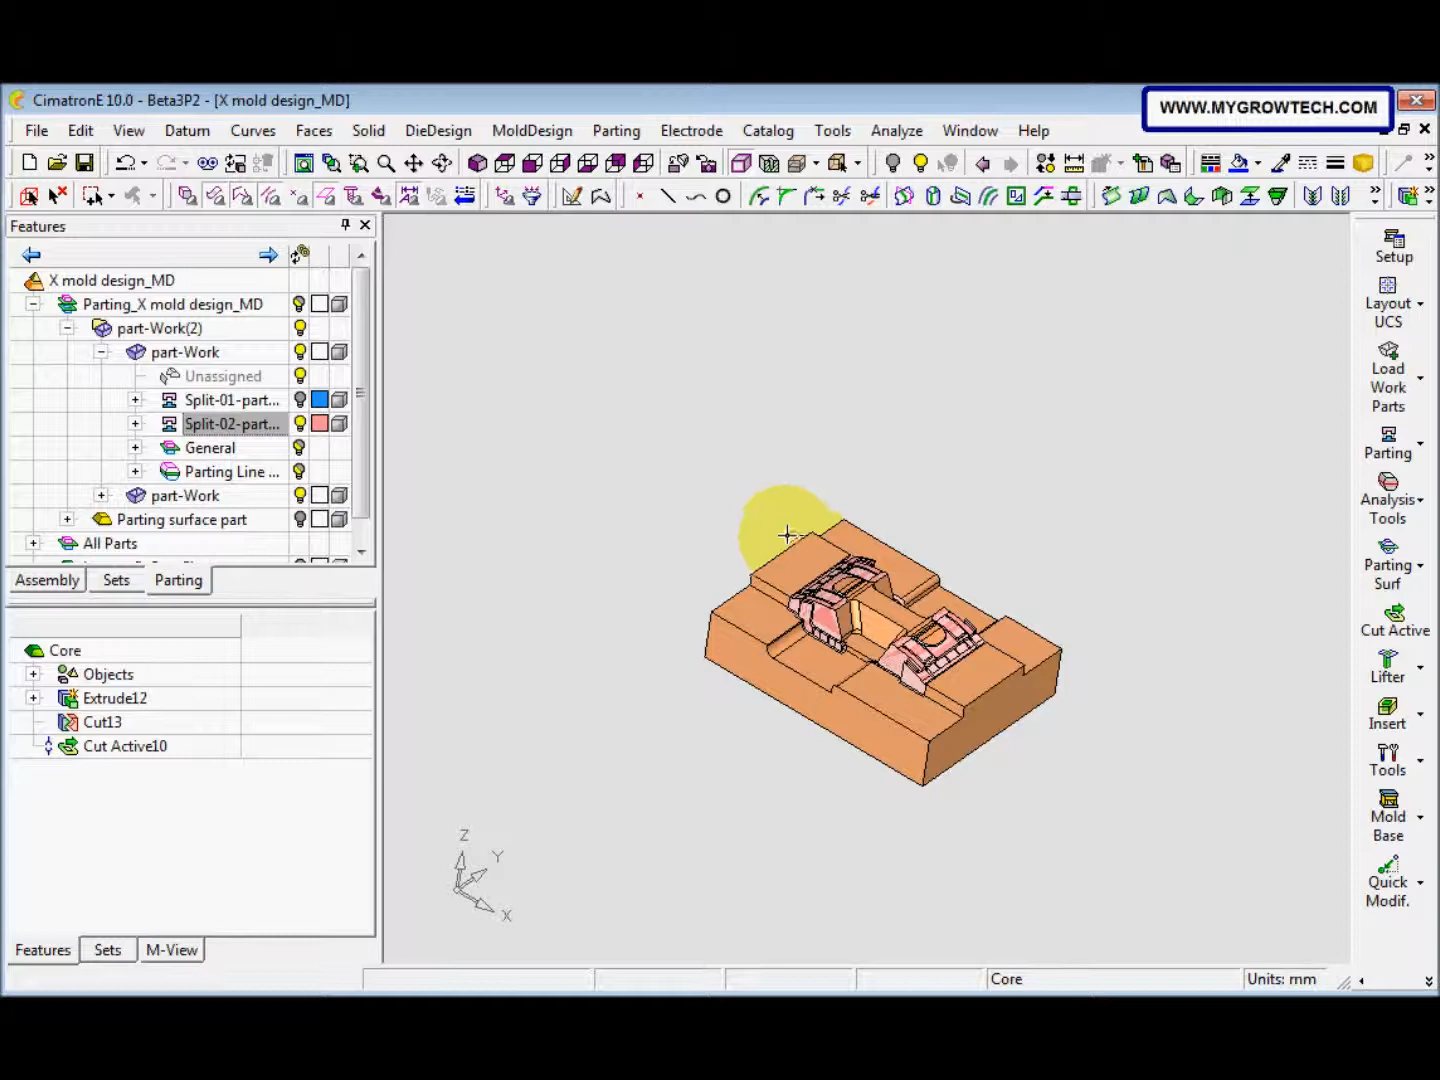 CimatronE 10.0 - Beta3P2 - [X mold design_MD]
WWW.MYGROWTECH.COM
File Edit View Datum Curves Faces Solid DieDesign MoldDesign Parting Electrode Catalog Tools Analyze Window Help
Features
X mold design_MD
Parting_X mold design_MD
part-Work(2)
part-Work
Unassigned
Split-01-part...
Split-02-part...
General
Parting Line ...
part-Work
Parting surface part
All Parts
Assembly Sets Parting
Core
Objects
Extrude12
Cut13
Cut Active10
Features Sets M-View
Z
Y
X
Setup
Layout
UCS
Load
Work
Parts
Parting
Analysis
Tools
Parting
Surf
Cut Active
Lifter
Insert
Tools
Mold
Base
Quick
Modif.
Core
Units: mm